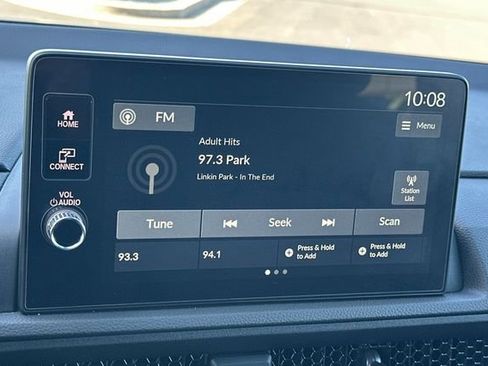 10:08
HOME
FM
Menu
Adult Hits
97.3 Park
CONNECT
Linkin Park - In The End
Station
List
VOL
AUDIO
Tune
Seek
Scan
93.3
94.1
Press & Hold
to Add
Press & Hold
to Add